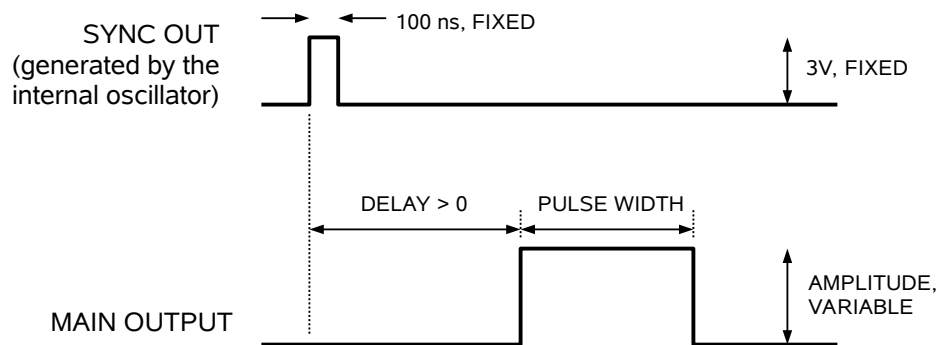 100 ns, FIXED
SYNC OUT
(generated by the
internal oscillator)
3V, FIXED
DELAY > 0
PULSE WIDTH
AMPLITUDE,
VARIABLE
MAIN OUTPUT